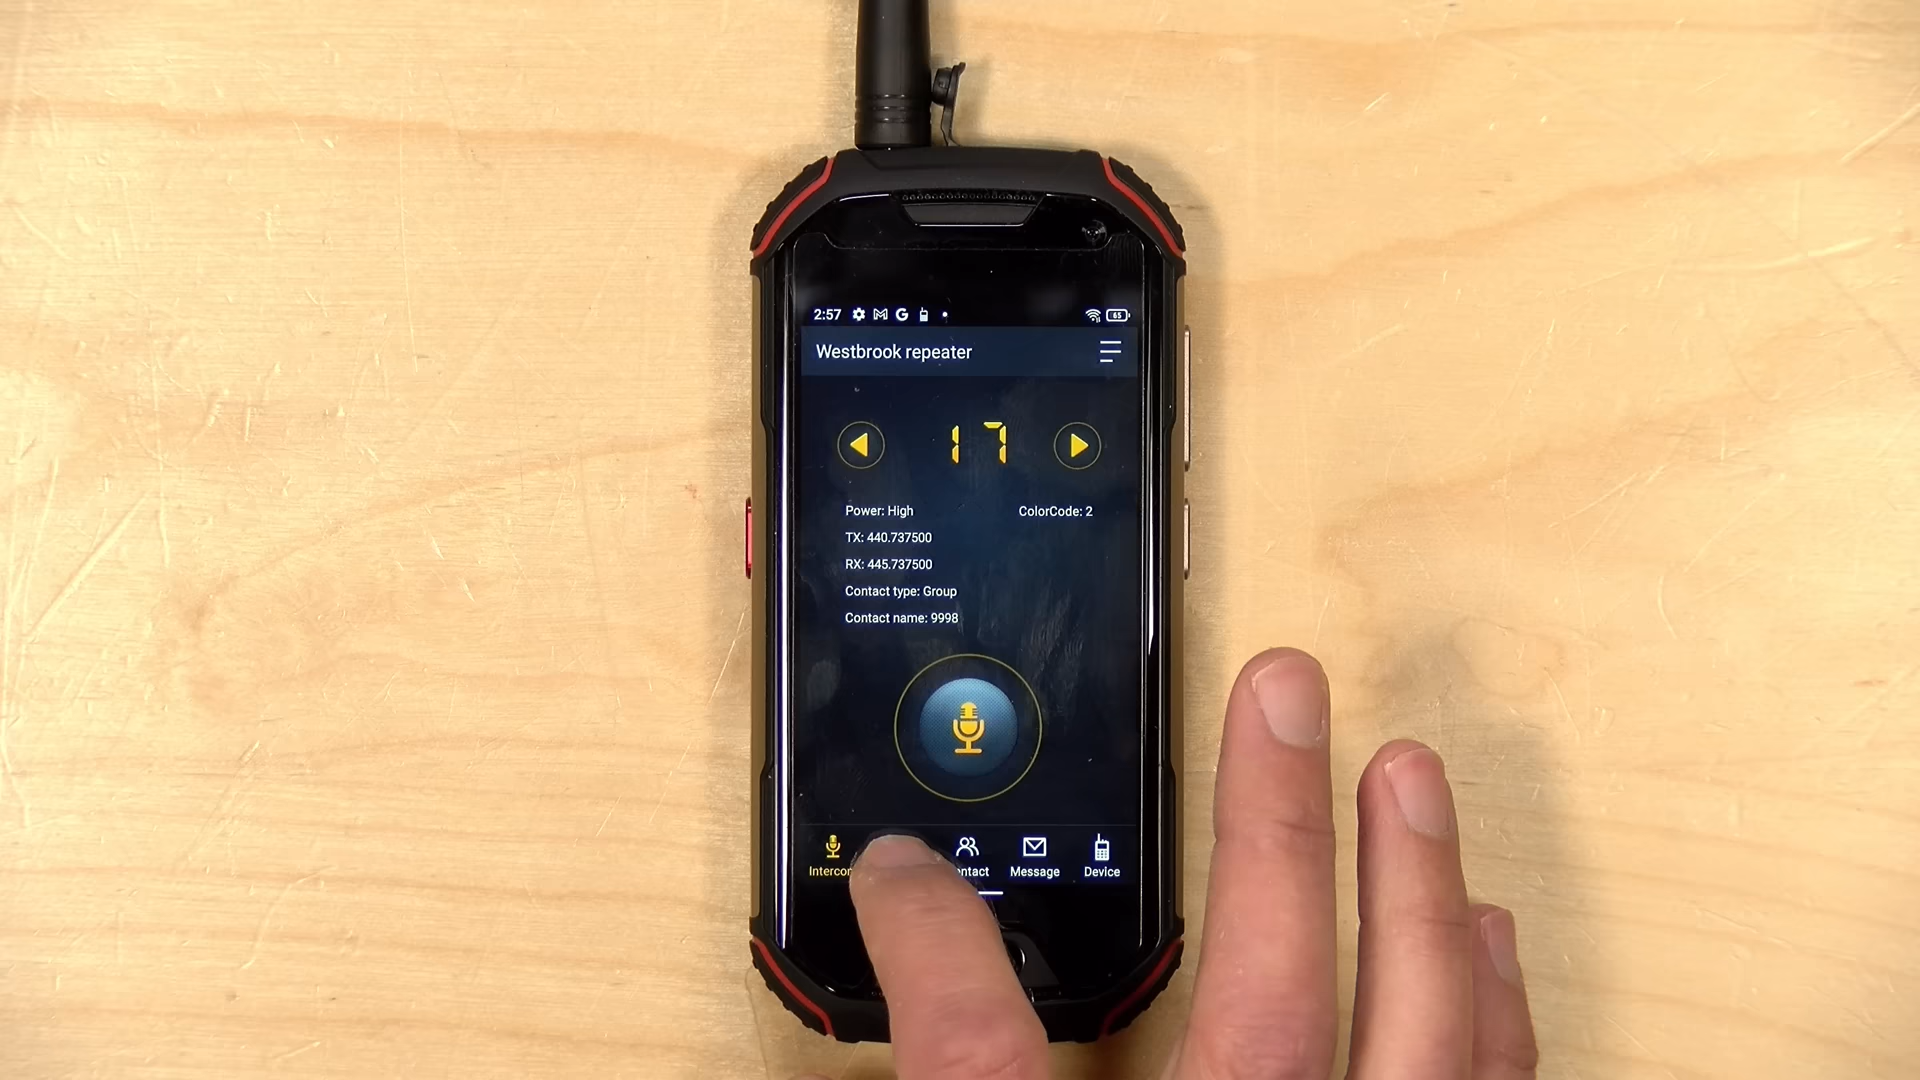 2:57 65
Westbrook repeater
17
Power: High ColorCode: 2
TX: 440.737500
RX: 445.737500
Contact type: Group
Contact name: 9998
Message Device